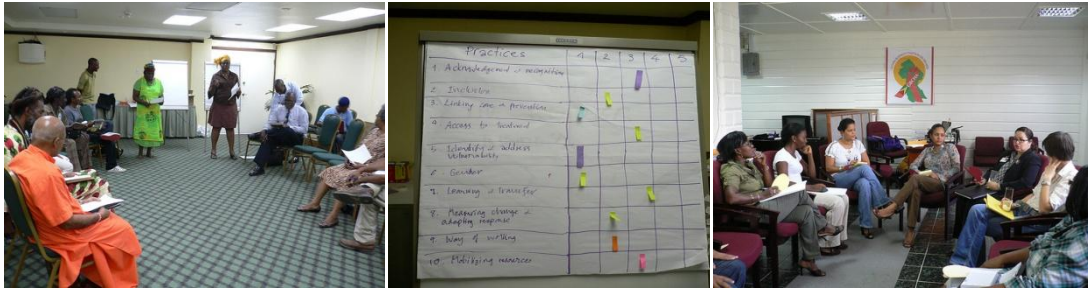 Practices 1 2 3 4 5
1. Acknowledgement & recognition
2. Inclusion
3. Linking care & prevention
4. Access to treatment
5. Identify & address
vulnerability
6. Gender
7. Learning & transfer
8. Measuring change &
adapting response
9. Way of working
10. Mobilizing resources